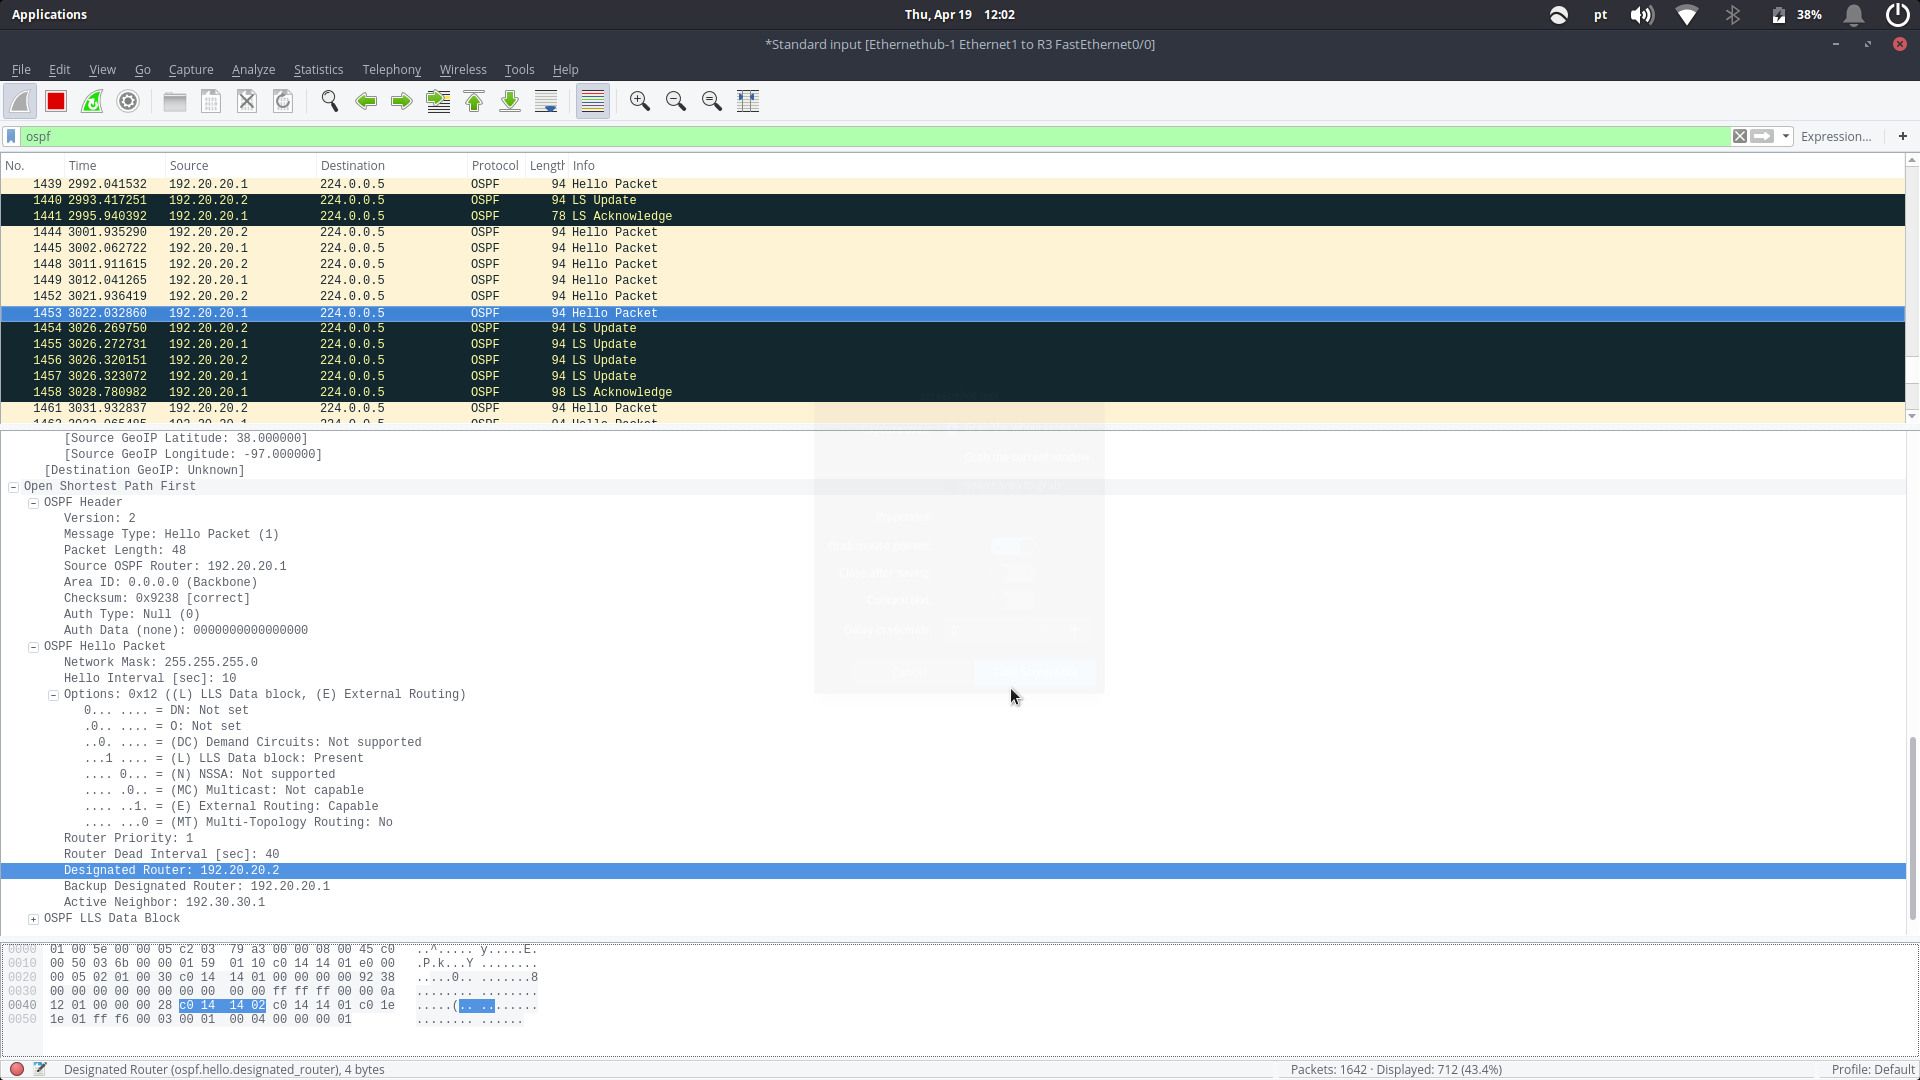 Applications
Thu, Apr 19 12:02
pt
38%
*Standard input [Ethernethub-1 Ethernet1 to R3 FastEthernet0/0]
File Edit View Go Capture Analyze Statistics Telephony Wireless Tools Help
ospf
Expression...
+
No. Time Source Destination Protocol Length Info
1439 2992.041532 192.20.20.1 224.0.0.5 OSPF 94 Hello Packet
1440 2993.417251 192.20.20.2 224.0.0.5 OSPF 94 LS Update
1441 2995.940392 192.20.20.1 224.0.0.5 OSPF 78 LS Acknowledge
1444 3001.935290 192.20.20.2 224.0.0.5 OSPF 94 Hello Packet
1445 3002.062722 192.20.20.1 224.0.0.5 OSPF 94 Hello Packet
1448 3011.911615 192.20.20.2 224.0.0.5 OSPF 94 Hello Packet
1449 3012.041265 192.20.20.1 224.0.0.5 OSPF 94 Hello Packet
1452 3021.936419 192.20.20.2 224.0.0.5 OSPF 94 Hello Packet
1453 3022.032860 192.20.20.1 224.0.0.5 OSPF 94 Hello Packet
1454 3026.269750 192.20.20.2 224.0.0.5 OSPF 94 LS Update
1455 3026.272731 192.20.20.1 224.0.0.5 OSPF 94 LS Update
1456 3026.320151 192.20.20.2 224.0.0.5 OSPF 94 LS Update
1457 3026.323072 192.20.20.1 224.0.0.5 OSPF 94 LS Update
1458 3028.780982 192.20.20.1 224.0.0.5 OSPF 98 LS Acknowledge
1461 3031.932837 192.20.20.2 224.0.0.5 OSPF 94 Hello Packet
[Source GeoIP Latitude: 38.000000]
[Source GeoIP Longitude: -97.000000]
[Destination GeoIP: Unknown]
Open Shortest Path First
OSPF Header
Version: 2
Message Type: Hello Packet (1)
Packet Length: 48
Source OSPF Router: 192.20.20.1
Area ID: 0.0.0.0 (Backbone)
Checksum: 0x9238 [correct]
Auth Type: Null (0)
Auth Data (none): 0000000000000000
OSPF Hello Packet
Network Mask: 255.255.255.0
Hello Interval [sec]: 10
Options: 0x12 ((L) LLS Data block, (E) External Routing)
0... .... = DN: Not set
.0.. .... = O: Not set
..0. .... = (DC) Demand Circuits: Not supported
...1 .... = (L) LLS Data block: Present
.... 0... = (N) NSSA: Not supported
.... .0.. = (MC) Multicast: Not capable
.... ..1. = (E) External Routing: Capable
.... ...0 = (MT) Multi-Topology Routing: No
Router Priority: 1
Router Dead Interval [sec]: 40
Designated Router: 192.20.20.2
Backup Designated Router: 192.20.20.1
Active Neighbor: 192.30.30.1
OSPF LLS Data Block
0000 01 00 5e 00 00 05 c2 03 79 a3 00 00 08 00 45 c0 ..^..... y.....E.
0010 00 50 03 6b 00 00 01 59 01 10 c0 14 14 01 e0 00 .P.k...Y ........
0020 00 05 02 01 00 30 c0 14 14 01 00 00 00 00 92 38 .....0.. .......8
0030 00 00 00 00 00 00 00 00 00 00 ff ff ff 00 00 0a ........ ........
0040 12 01 00 00 00 28 c0 14 14 02 c0 14 14 01 c0 1e .....(.. ........
0050 1e 01 ff f6 00 03 00 01 00 04 00 00 00 01 ........ ......
Designated Router (ospf.hello.designated_router), 4 bytes
Packets: 1642 · Displayed: 712 (43.4%)
Profile: Default